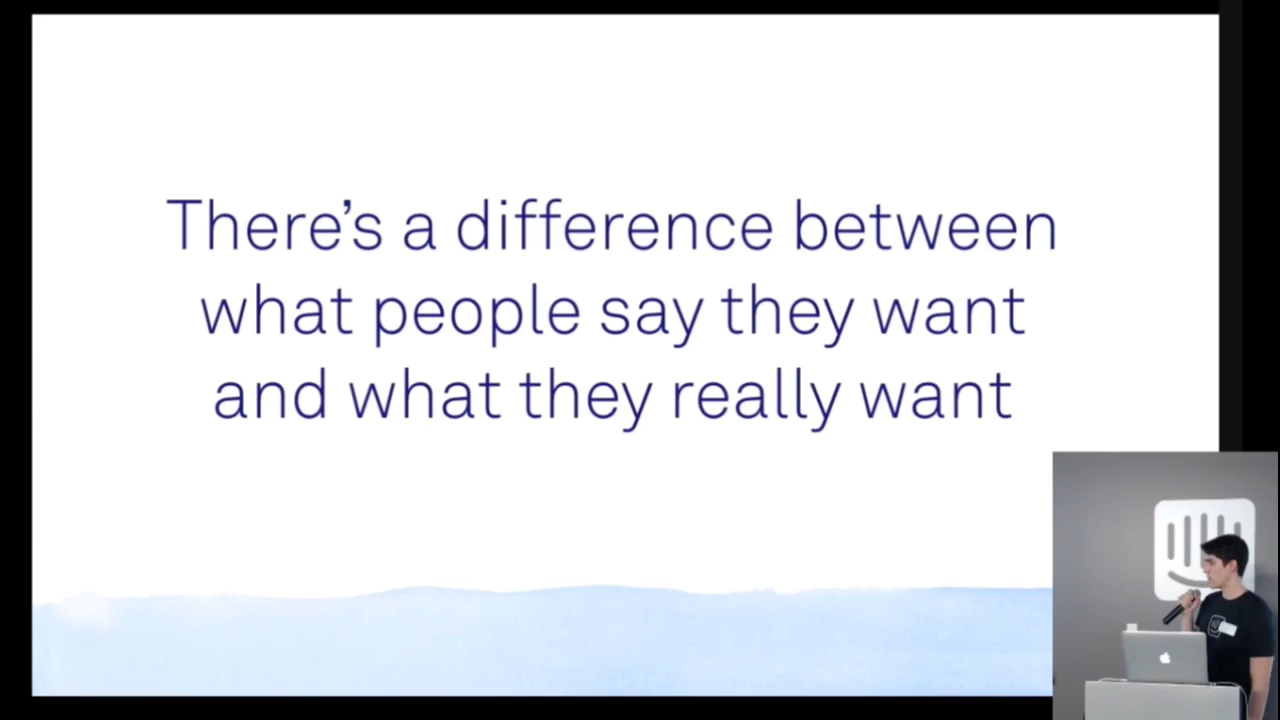 There’s a difference between
what people say they want
and what they really want